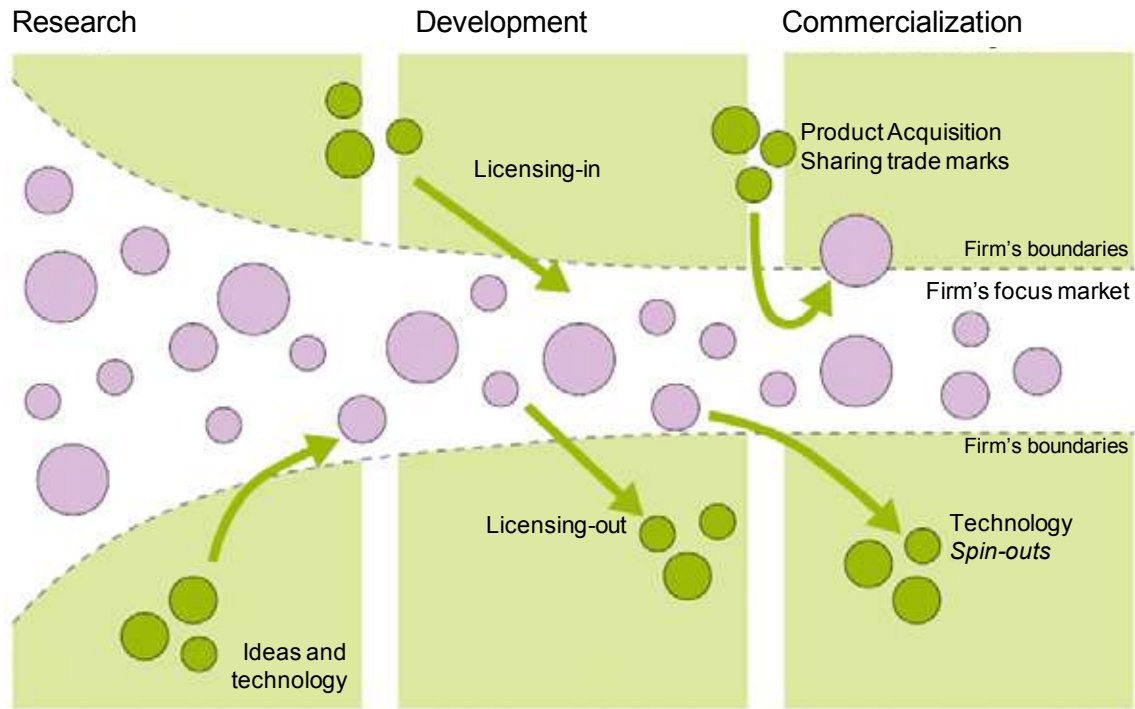 Research
Development
Commercialization
Product Acquisition
Sharing trade marks
Licensing-in
Firm's boundaries
Firm's focus market
Firm's boundaries
Licensing-out
Technology
Spin-outs
Ideas and
technology